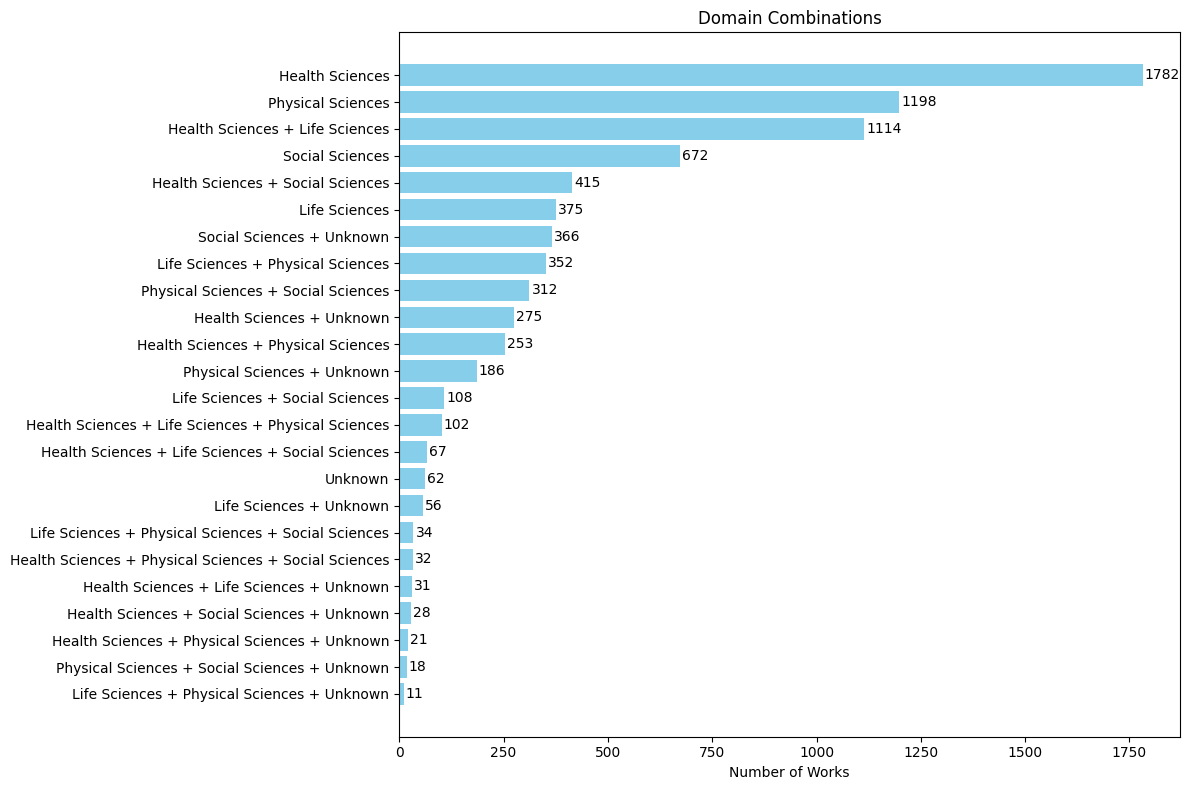 Domain Combinations
Health Sciences 1782
Physical Sciences 1198
Health Sciences + Life Sciences 1114
Social Sciences 672
Health Sciences + Social Sciences 415
Life Sciences 375
Social Sciences + Unknown 366
Life Sciences + Physical Sciences 352
Physical Sciences + Social Sciences 312
Health Sciences + Unknown 275
Health Sciences + Physical Sciences 253
Physical Sciences + Unknown 186
Life Sciences + Social Sciences 108
Health Sciences + Life Sciences + Physical Sciences 102
Health Sciences + Life Sciences + Social Sciences 67
Unknown 62
Life Sciences + Unknown 56
Life Sciences + Physical Sciences + Social Sciences 34
Health Sciences + Physical Sciences + Social Sciences 32
Health Sciences + Life Sciences + Unknown 31
Health Sciences + Social Sciences + Unknown 28
Health Sciences + Physical Sciences + Unknown 21
Physical Sciences + Social Sciences + Unknown 18
Life Sciences + Physical Sciences + Unknown 11
0 250 500 750 1000 1250 1500 1750
Number of Works